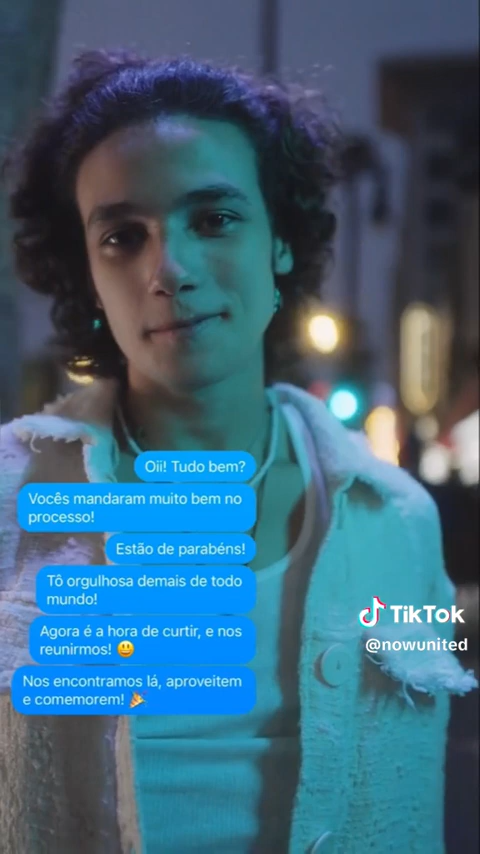 Oii! Tudo bem?
Vocês mandaram muito bem no
processo!
Estão de parabéns!
Tô orgulhosa demais de todo
mundo!
Agora é a hora de curtir, e nos
reunirmos! 😃
Nos encontramos lá, aproveitem
e comemorem! 🎉
TikTok
@nowunited